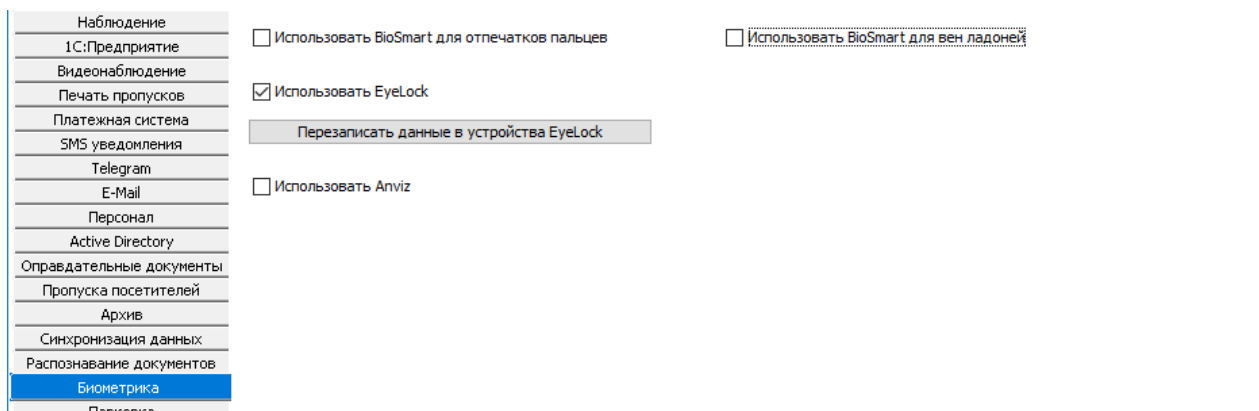 Наблюдение
1С:Предприятие
Видеонаблюдение
Печать пропусков
Платежная система
SMS уведомления
Telegram
E-Mail
Персонал
Active Directory
Оправдательные документы
Пропуска посетителей
Архив
Синхронизация данных
Распознавание документов
Биометрика
Использовать BioSmart для отпечатков пальцев
Использовать BioSmart для вен ладоней
Использовать EyeLock
Перезаписать данные в устройства EyeLock
Использовать Anviz